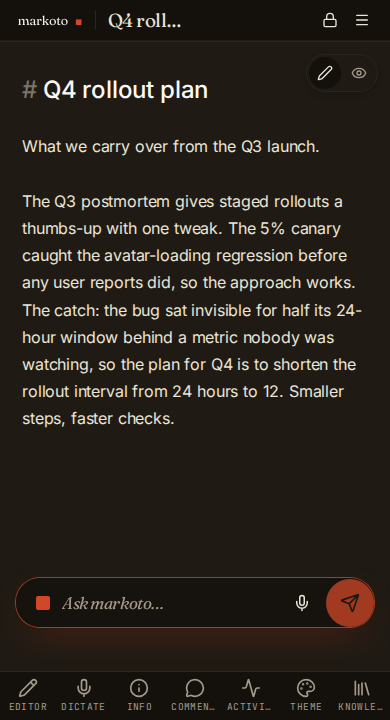 markoto
Q4 roll...
# Q4 rollout plan
What we carry over from the Q3 launch.
The Q3 postmortem gives staged rollouts a
thumbs-up with one tweak. The 5% canary
caught the avatar-loading regression before
any user reports did, so the approach works.
The catch: the bug sat invisible for half its 24-
hour window behind a metric nobody was
watching, so the plan for Q4 is to shorten the
rollout interval from 24 hours to 12. Smaller
steps, faster checks.
Ask markoto...
EDITOR DICTATE INFO COMMEN… ACTIVI… THEME KNOWLE…